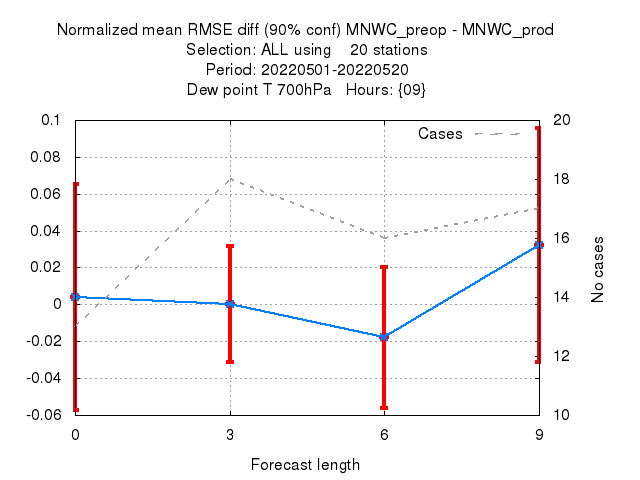 Normalized mean RMSE diff (90% conf) MNWC_preop - MNWC_prod
Selection: ALL using    20 stations
Period: 20220501-20220520
Dew point T 700hPa   Hours: {09}
Cases
0.1
0.08
0.06
0.04
0.02
0
-0.02
-0.04
-0.06
20
18
16
14
12
10
No cases
0 3 6 9
Forecast length